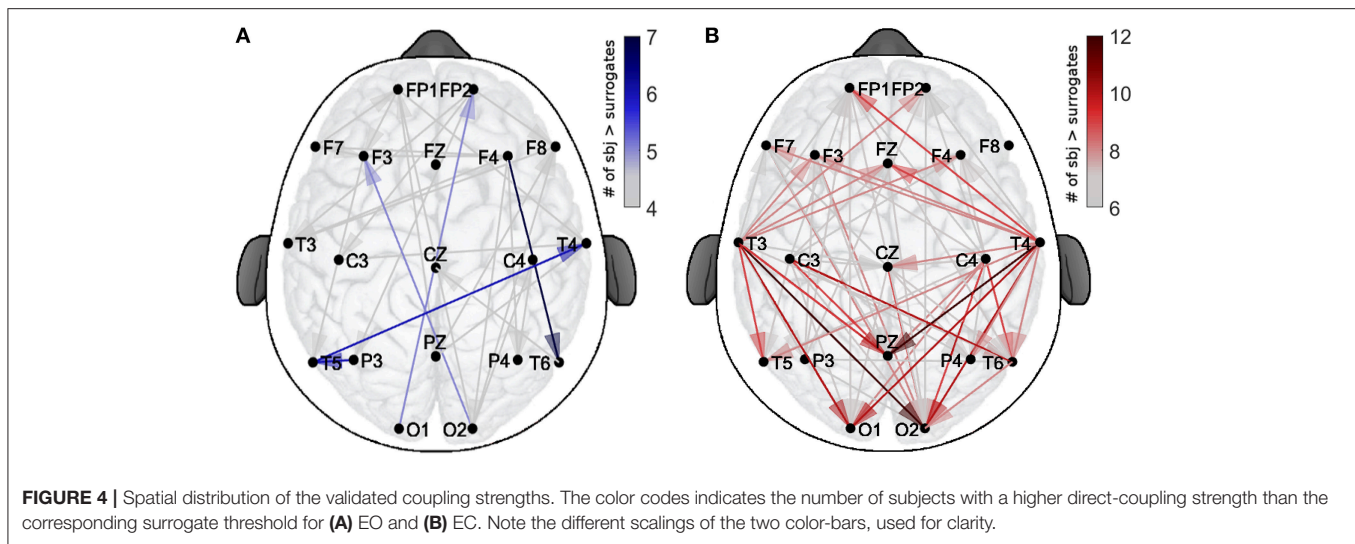 A
B
7
6
5
4
# of sbj > surrogates
12
10
8
6
# of sbj > surrogates
FP1 FP2
F7 F3 FZ F4 F8
T3 C3 CZ C4 T4
T5 P3 PZ P4 T6
O1 O2
FP1 FP2
F7 F3 FZ F4 F8
T3 C3 CZ C4 T4
T5 P3 PZ P4 T6
O1 O2
FIGURE 4 | Spatial distribution of the validated coupling strengths. The color codes indicates the number of subjects with a higher direct-coupling strength than the
corresponding surrogate threshold for (A) EO and (B) EC. Note the different scalings of the two color-bars, used for clarity.